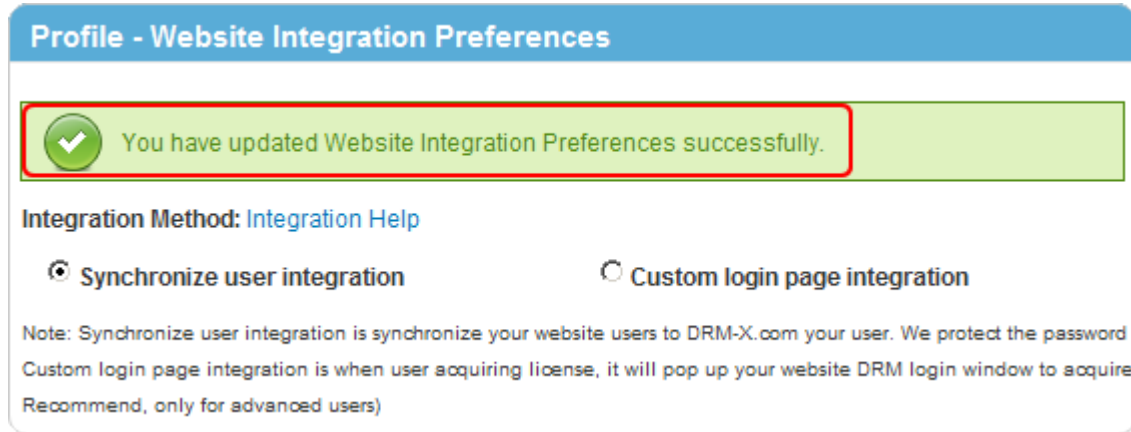 Profile - Website Integration Preferences
You have updated Website Integration Preferences successfully.
Integration Method: Integration Help
Synchronize user integration Custom login page integration
Note: Synchronize user integration is synchronize your website users to DRM-X.com your user. We protect the password
Custom login page integration is when user acquiring license, it will pop up your website DRM login window to acquire
Recommend, only for advanced users)